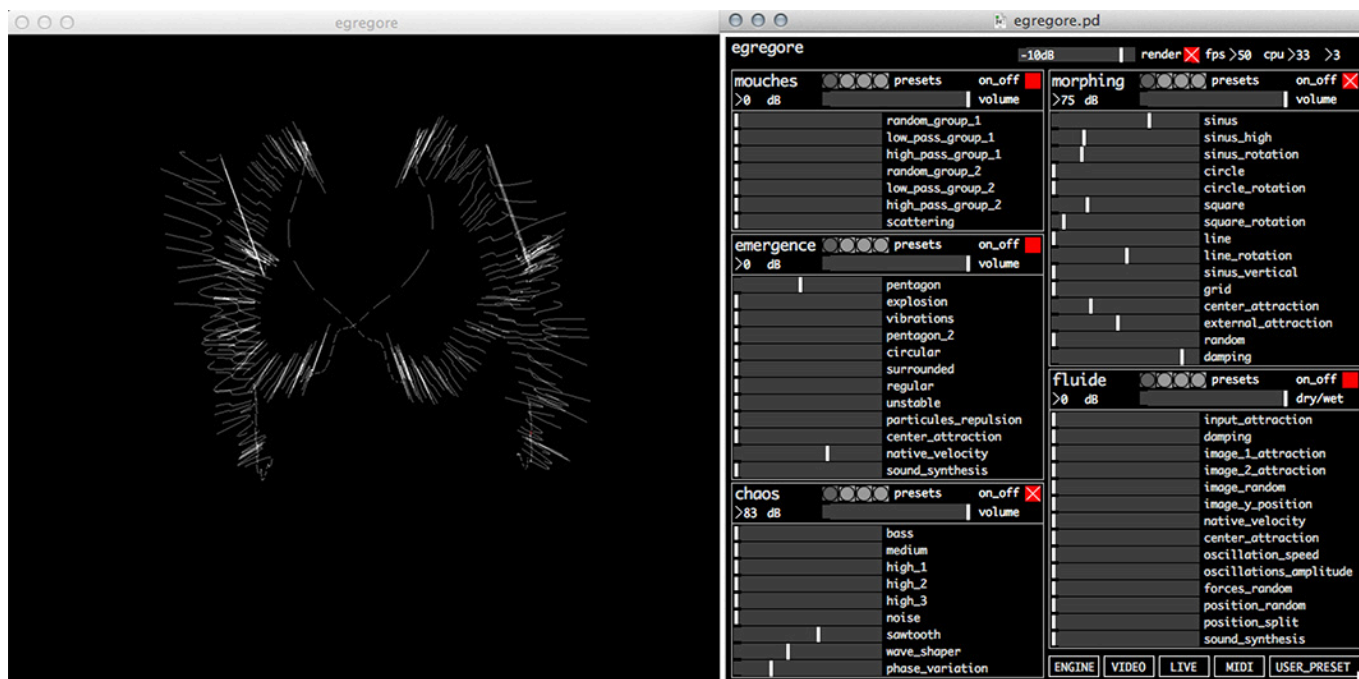 egregore
egregore.pd
egregore
-10dB render fps >50 cpu >33 >3
mouches presets on_off
>0 dB volume
random_group_1
low_pass_group_1
high_pass_group_1
random_group_2
low_pass_group_2
high_pass_group_2
scattering
emergence presets on_off
>0 dB volume
pentagon
explosion
vibrations
pentagon_2
circular
surrounded
regular
unstable
particules_repulsion
center_attraction
native_velocity
sound_synthesis
chaos presets on_off
>83 dB volume
bass
medium
high_1
high_2
high_3
noise
sawtooth
wave_shaper
phase_variation
morphing presets on_off
>75 dB volume
sinus
sinus_high
sinus_rotation
circle
circle_rotation
square
square_rotation
line
line_rotation
sinus_vertical
grid
center_attraction
external_attraction
random
damping
fluide presets on_off
>0 dB dry/wet
input_attraction
damping
image_1_attraction
image_2_attraction
image_random
image_y_position
native_velocity
center_attraction
oscillation_speed
oscillations_amplitude
forces_random
position_random
position_split
sound_synthesis
ENGINE VIDEO LIVE MIDI USER_PRESET